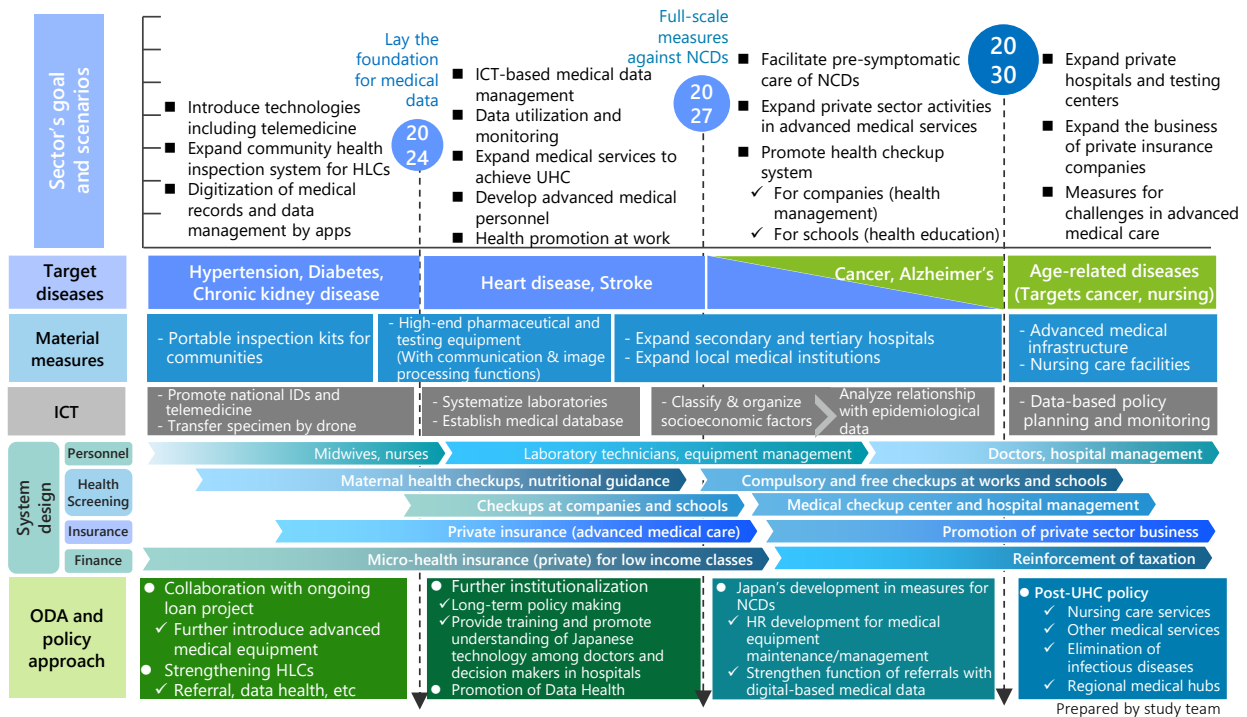 Sector's goal
and scenarios
■ Introduce technologies
including telemedicine
■ Expand community health
inspection system for HLCs
■ Digitization of medical
records and data
management by apps
Lay the
foundation
for medical
data
20
24
■ ICT-based medical data
management
■ Data utilization and
monitoring
■ Expand medical services to
achieve UHC
■ Develop advanced medical
personnel
■ Health promotion at work
Full-scale
measures
against NCDs
20
27
■ Facilitate pre-symptomatic
care of NCDs
■ Expand private sector activities
in advanced medical services
■ Promote health checkup
system
✓ For companies (health
management)
✓ For schools (health education)
20
30
■ Expand private
hospitals and testing
centers
■ Expand the business
of private insurance
companies
■ Measures for
challenges in advanced
medical care
Target
diseases
Hypertension, Diabetes,
Chronic kidney disease
Heart disease, Stroke
Cancer, Alzheimer's
Age-related diseases
(Targets cancer, nursing)
Material
measures
- Portable inspection kits for
communities
- High-end pharmaceutical and
testing equipment
(With communication & image
processing functions)
- Expand secondary and tertiary hospitals
- Expand local medical institutions
- Advanced medical
infrastructure
- Nursing care facilities
ICT
- Promote national IDs and
telemedicine
- Transfer specimen by drone
- Systematize laboratories
- Establish medical database
- Classify & organize
socioeconomic factors
Analyze relationship
with epidemiological
data
- Data-based policy
planning and monitoring
System
design
Personnel
Midwives, nurses
Laboratory technicians, equipment management
Doctors, hospital management
Health
Screening
Maternal health checkups, nutritional guidance
Compulsory and free checkups at works and schools
Checkups at companies and schools
Medical checkup center and hospital management
Insurance
Private insurance (advanced medical care)
Promotion of private sector business
Finance
Micro-health insurance (private) for low income classes
Reinforcement of taxation
ODA and
policy
approach
● Collaboration with ongoing
loan project
✓ Further introduce advanced
medical equipment
● Strengthening HLCs
✓ Referral, data health, etc
● Further institutionalization
✓Long-term policy making
✓Provide training and promote
understanding of Japanese
technology among doctors and
decision makers in hospitals
● Promotion of Data Health
● Japan's development in measures for
NCDs
✓ HR development for medical
equipment
maintenance/management
✓ Strengthen function of referrals with
digital-based medical data
● Post-UHC policy
✓ Nursing care services
✓ Other medical services
✓ Elimination of
infectious diseases
✓ Regional medical hubs
Prepared by study team